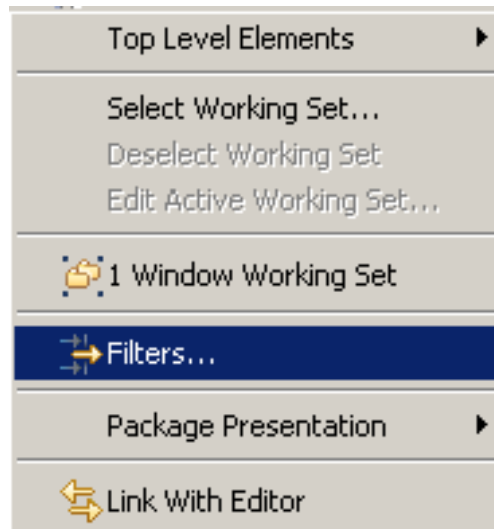 Top Level Elements
Select Working Set...
Deselect Working Set
Edit Active Working Set...
1 Window Working Set
Filters...
Package Presentation
Link With Editor